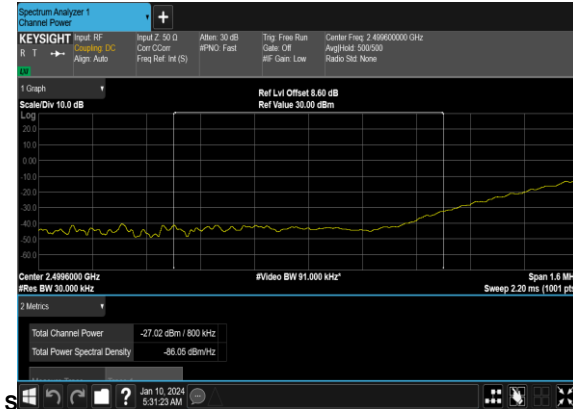 Spectrum Analyzer 1
Channel Power
KEYSIGHT
R T
Input: RF
Coupling: DC
Align: Auto
Input Z: 50 Ω
Corr CCorr
Freq Ref: Int (S)
Atten: 30 dB
#PNO: Fast
Trig: Free Run
Gate: Off
#IF Gain: Low
Center Freq: 2.499600000 GHz
Avg|Hold: 500/500
Radio Std: None
1 Graph
Scale/Div 10.0 dB
Ref Lvl Offset 8.60 dB
Ref Value 30.00 dBm
Log
20.0
10.0
0.00
-10.0
-20.0
-30.0
-40.0
-50.0
-60.0
Center 2.4996000 GHz
#Res BW 30.000 kHz
#Video BW 91.000 kHz*
Span 1.6 MH
Sweep 2.20 ms (1001 pts
2 Metrics
Total Channel Power -27.02 dBm / 800 kHz
Total Power Spectral Density -86.05 dBm/Hz
S
?
Jan 10, 2024
5:31:23 AM